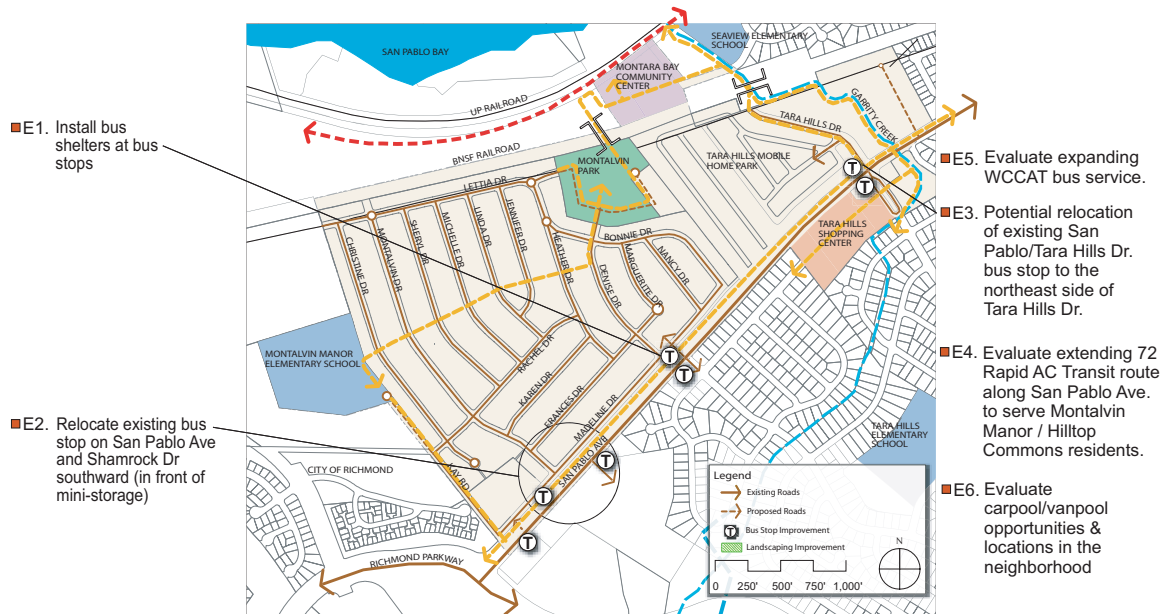 E1. Install bus
shelters at bus
stops
E2. Relocate existing bus
stop on San Pablo Ave
and Shamrock Dr
southward (in front of
mini-storage)
SAN PABLO BAY
SEAVIEW ELEMENTARY
SCHOOL
MONTARA BAY
COMMUNITY
CENTER
UP RAILROAD
BNSF RAILROAD
GARRITY CREEK
TARA HILLS DR
MONTALVIN
PARK
TARA HILLS MOBILE
HOME PARK
LETTIA DR
TARA HILLS
SHOPPING
CENTER
BONNIE DR
CHRISTINE DR
MONTALVIN DR
SHERYL DR
MICHELLE DR
LINDA DR
JENNIFER DR
HEATHER DR
DENISE DR
MARGUERITE DR
NANCY DR
MONTALVIN MANOR
ELEMENTARY SCHOOL
RACHEL DR
KAREN DR
FRANCES DR
MADELINE DR
SAN PABLO AVE
KAY RD
CITY OF RICHMOND
RICHMOND PARKWAY
TARA HILLS
ELEMENTARY
SCHOOL
T
T
T
T
T
T
T
Legend
Existing Roads
Proposed Roads
T Bus Stop Improvement
Landscaping Improvement
N
0 250' 500' 750' 1,000'
E5. Evaluate expanding
WCCAT bus service.
E3. Potential relocation
of existing San
Pablo/Tara Hills Dr.
bus stop to the
northeast side of
Tara Hills Dr.
E4. Evaluate extending 72
Rapid AC Transit route
along San Pablo Ave.
to serve Montalvin
Manor / Hilltop
Commons residents.
E6. Evaluate
carpool/vanpool
opportunities &
locations in the
neighborhood